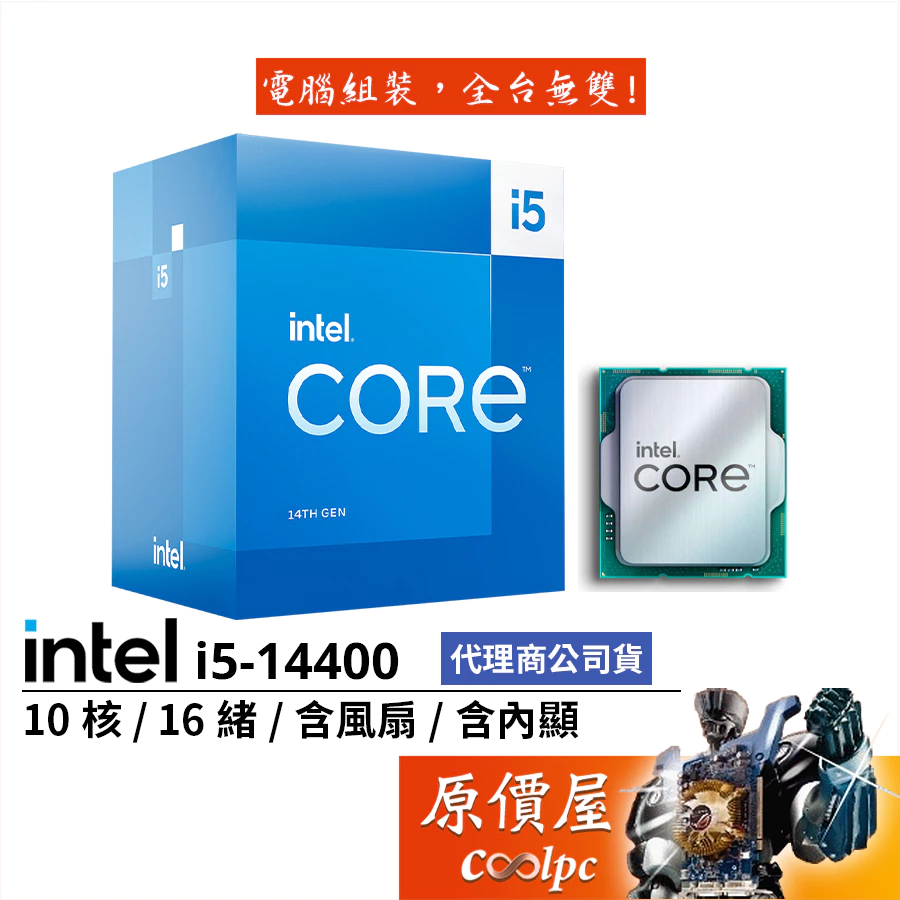 電腦組裝，全台無雙!
i5
i5
intel.
CORE™
14TH GEN
intel.
intel.
CORE™
intel i5-14400
代理商公司貨
10 核 / 16 緒 / 含風扇 / 含內顯
原價屋
coolpc